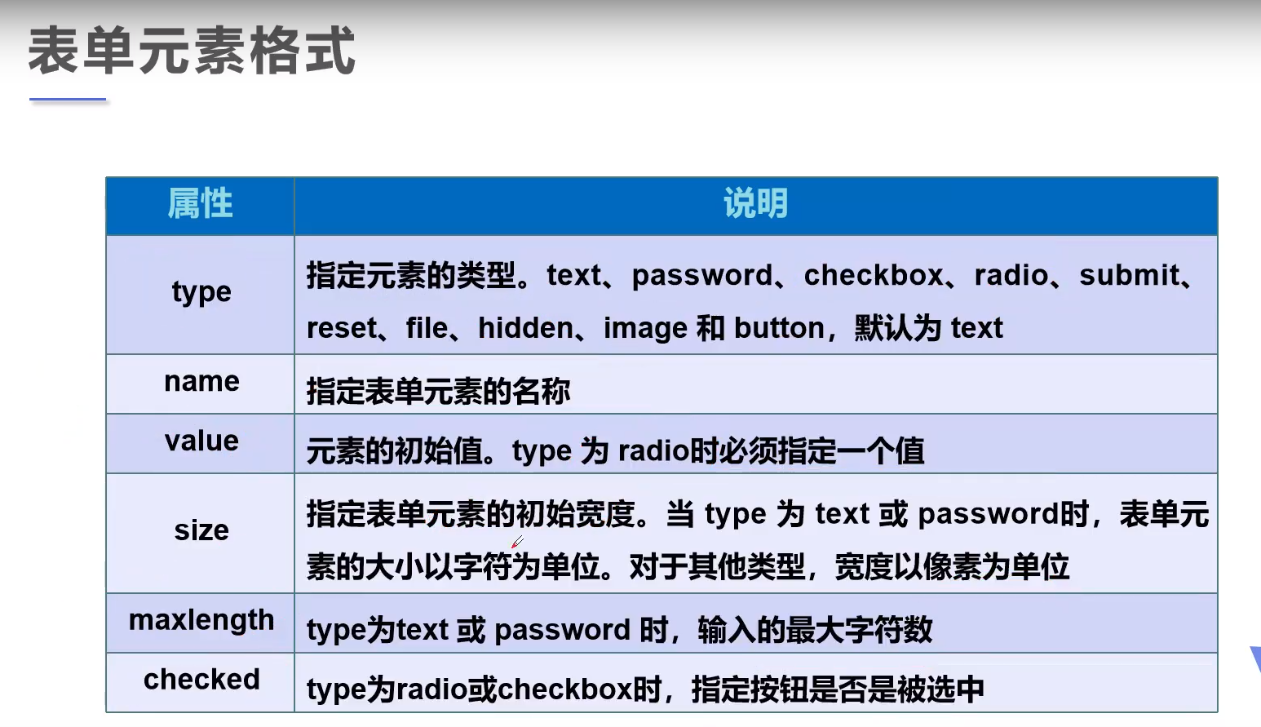 表单元素格式
属性
说明
type
指定元素的类型。text、password、checkbox、radio、submit、
reset、file、hidden、image 和 button，默认为 text
name
指定表单元素的名称
value
元素的初始值。type 为 radio时必须指定一个值
size
指定表单元素的初始宽度。当 type 为 text 或 password时，表单元
素的大小以字符为单位。对于其他类型，宽度以像素为单位
maxlength
type为text 或 password 时，输入的最大字符数
checked
type为radio或checkbox时，指定按钮是否是被选中